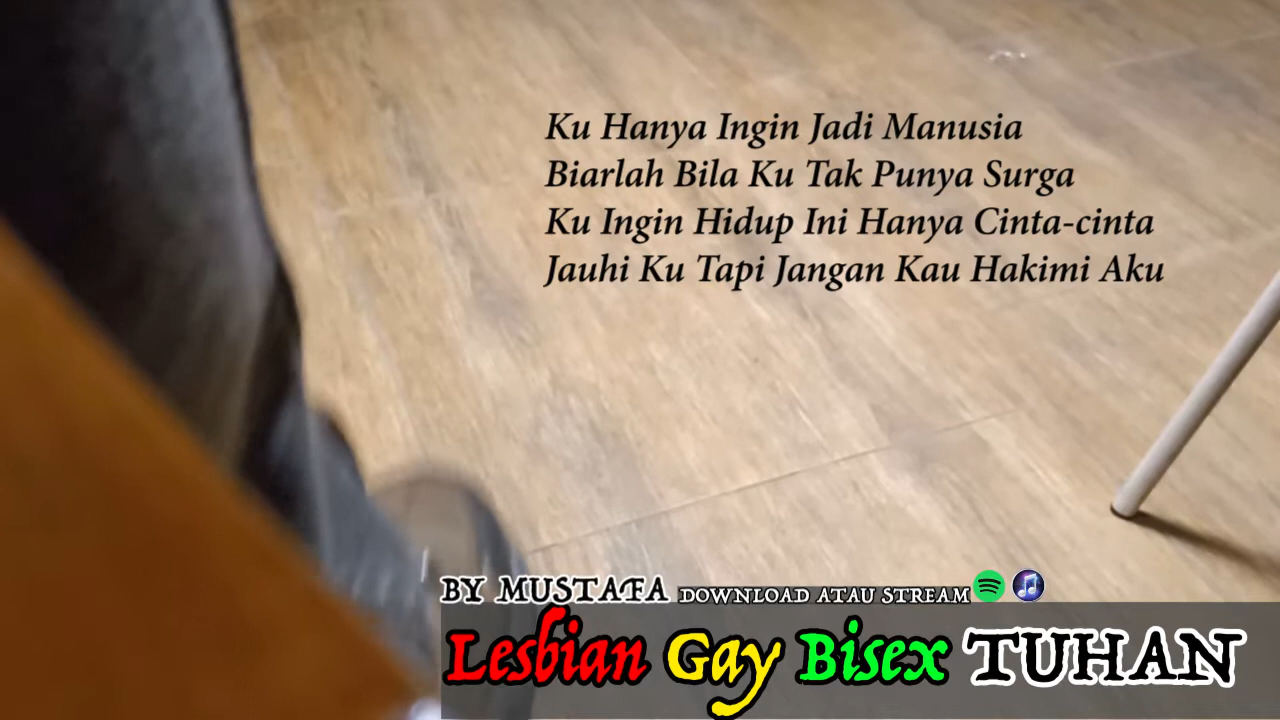 Ku Hanya Ingin Jadi Manusia
Biarlah Bila Ku Tak Punya Surga
Ku Ingin Hidup Ini Hanya Cinta-cinta
Jauhi Ku Tapi Jangan Kau Hakimi Aku
BY MUSTAFA DOWNLOAD ATAU STREAM
Lesbian Gay Bisex TUHAN